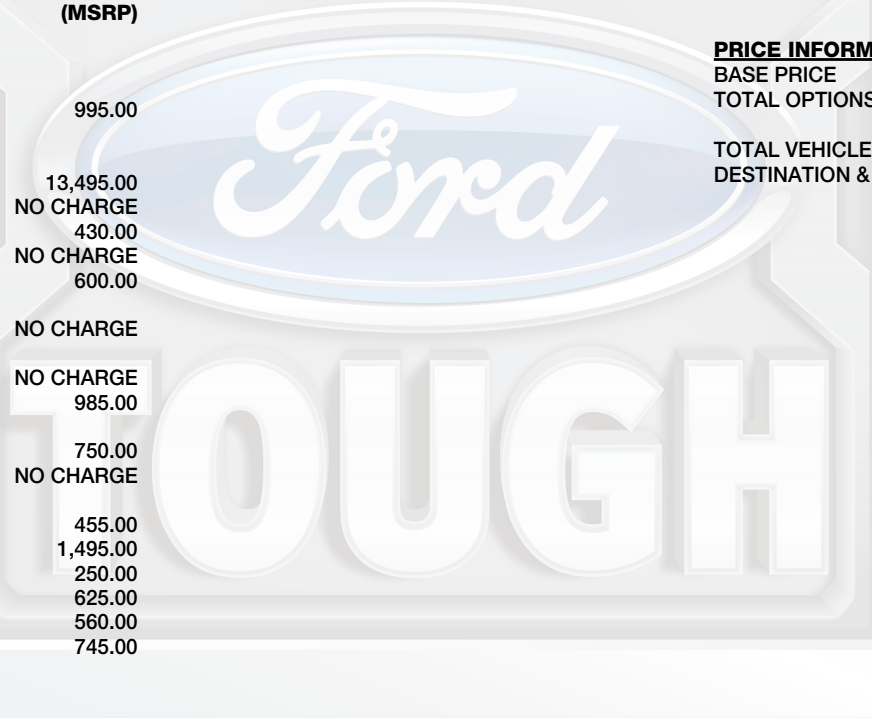 (MSRP)
995.00
13,495.00
NO CHARGE
430.00
NO CHARGE
600.00
NO CHARGE
NO CHARGE
985.00
750.00
NO CHARGE
455.00
1,495.00
250.00
625.00
560.00
745.00
PRICE INFORM
BASE PRICE
TOTAL OPTIONS
TOTAL VEHICLE
DESTINATION &
Ford
TOUGH